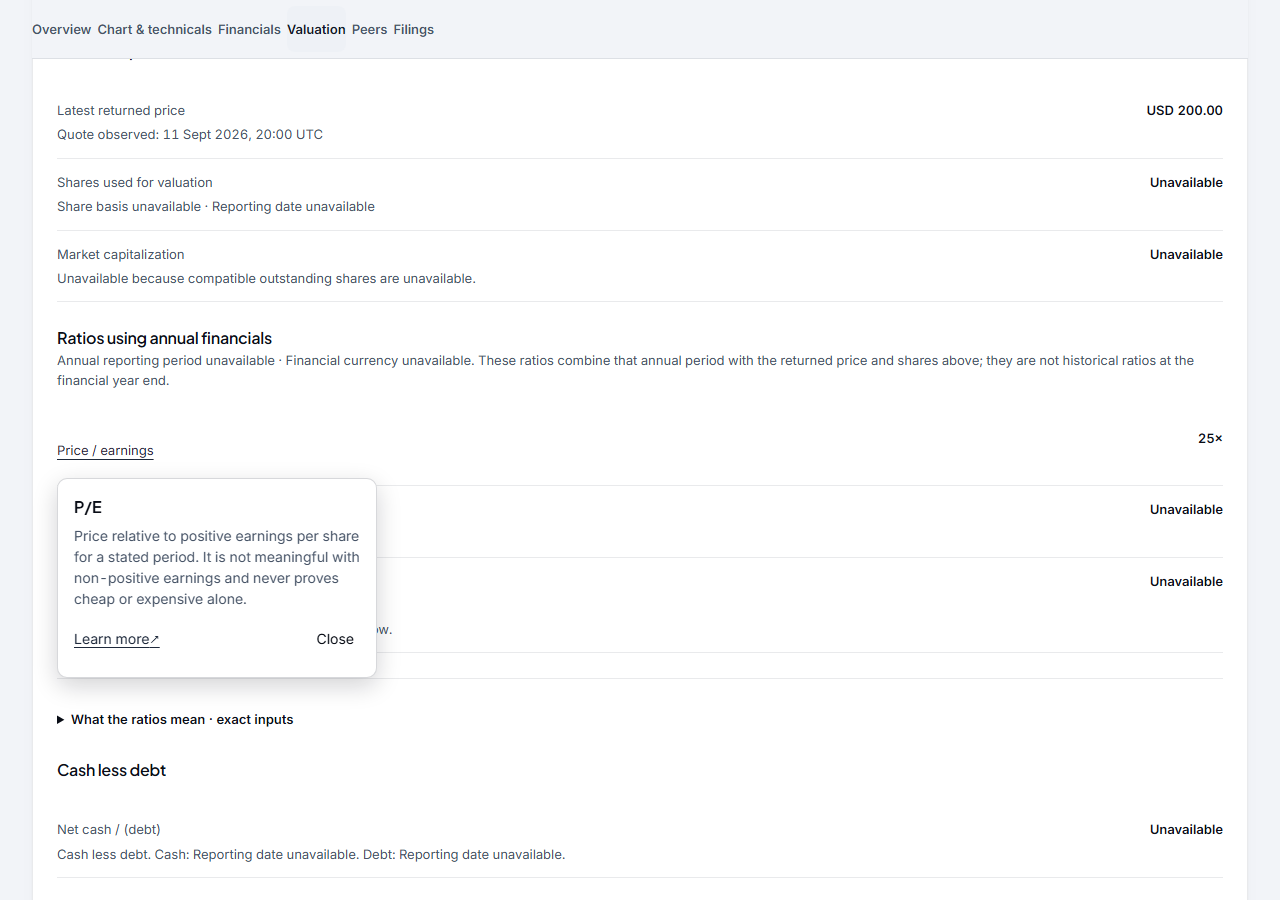 Overview Chart & technicals Financials Valuation Peers Filings
Latest returned price
USD 200.00
Quote observed: 11 Sept 2026, 20:00 UTC
Shares used for valuation
Unavailable
Share basis unavailable · Reporting date unavailable
Market capitalization
Unavailable
Unavailable because compatible outstanding shares are unavailable.
Ratios using annual financials
Annual reporting period unavailable · Financial currency unavailable. These ratios combine that annual period with the returned price and shares above; they are not historical ratios at the
financial year end.
25×
Price / earnings
P/E
Price relative to positive earnings per share
for a stated period. It is not meaningful with
non-positive earnings and never proves
cheap or expensive alone.
Learn more↗
Close
Unavailable
Unavailable
▶ What the ratios mean · exact inputs
Cash less debt
Net cash / (debt)
Unavailable
Cash less debt. Cash: Reporting date unavailable. Debt: Reporting date unavailable.